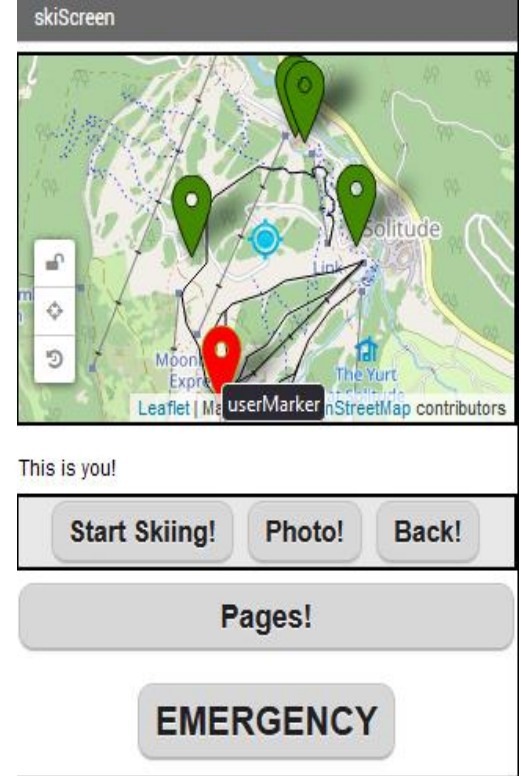 skiScreen
Solitude
Link
Moon
Expre
The Yurt
Leaflet | Ma
userMarker
nStreetMap contributors
This is you!
Start Skiing! Photo! Back!
Pages!
EMERGENCY